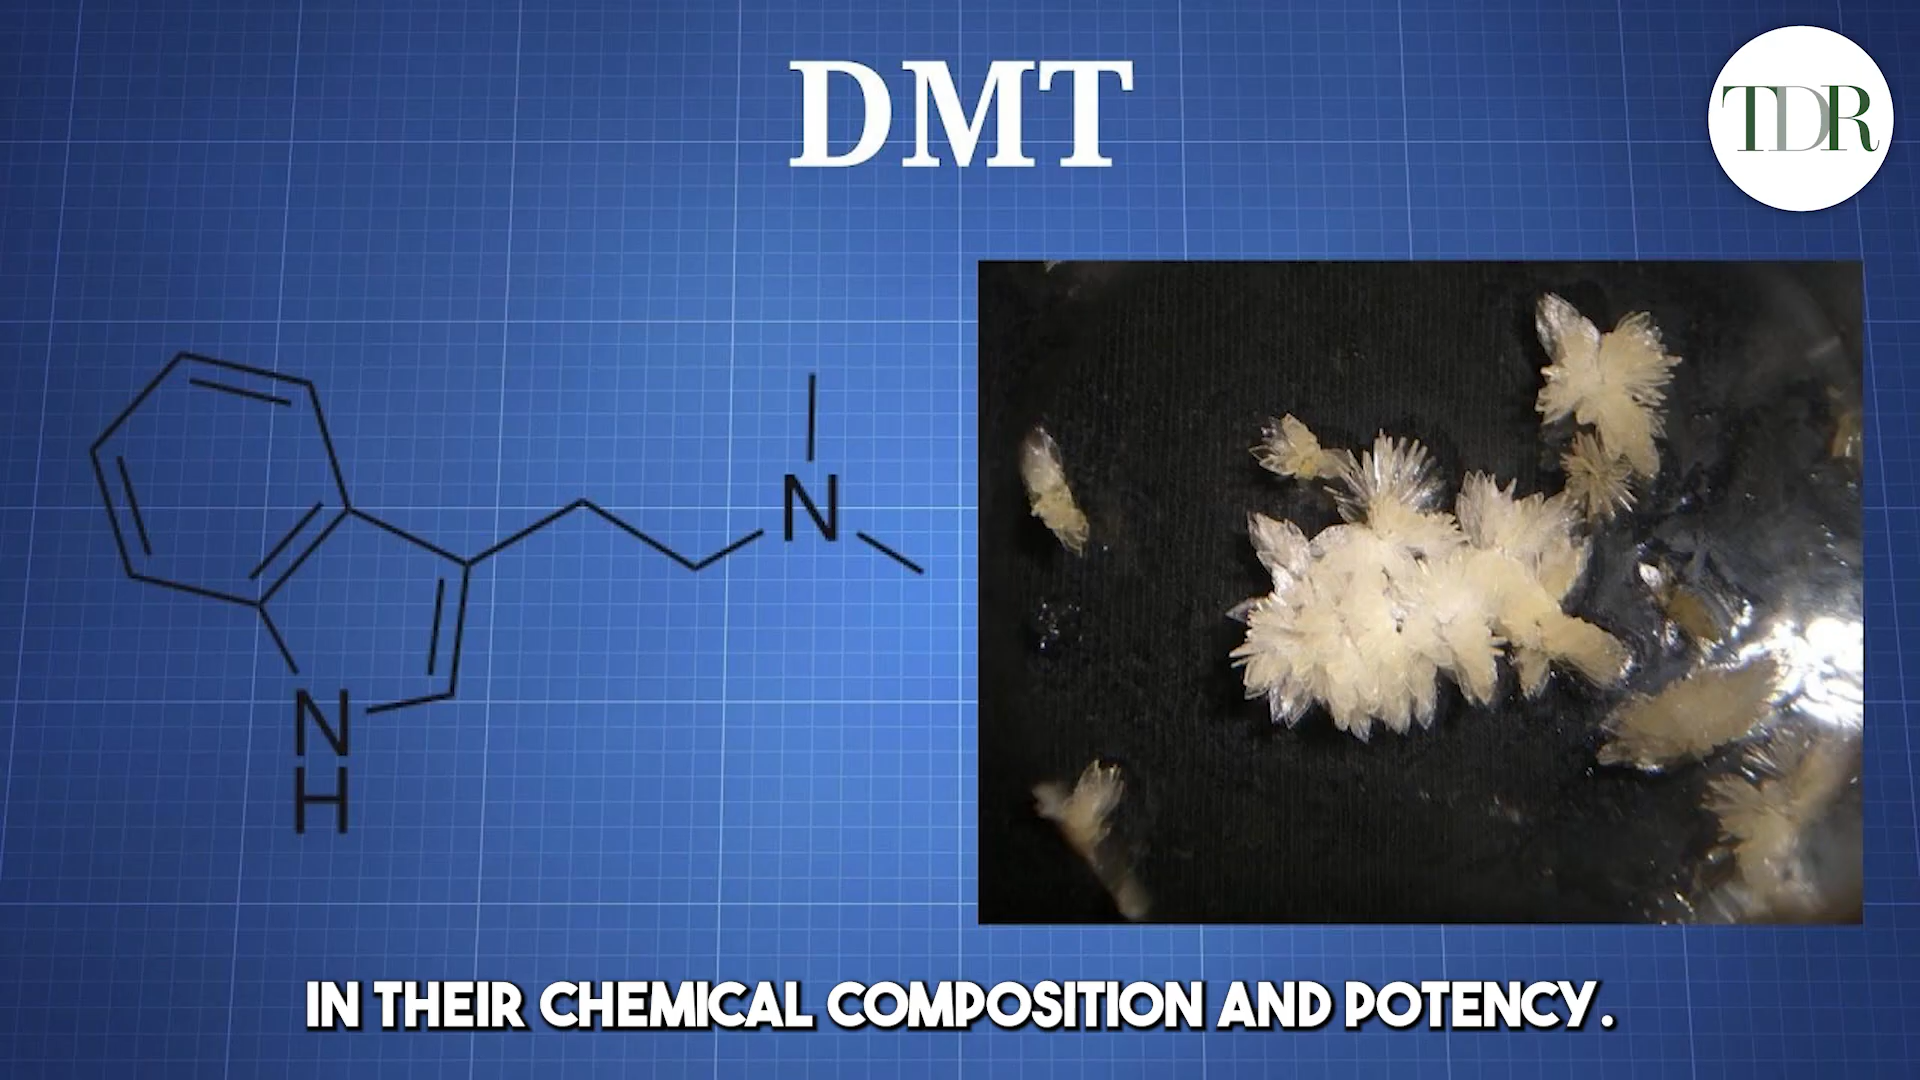 DMT
TDR
N
N
H
IN THEIR CHEMICAL COMPOSITION AND POTENCY.